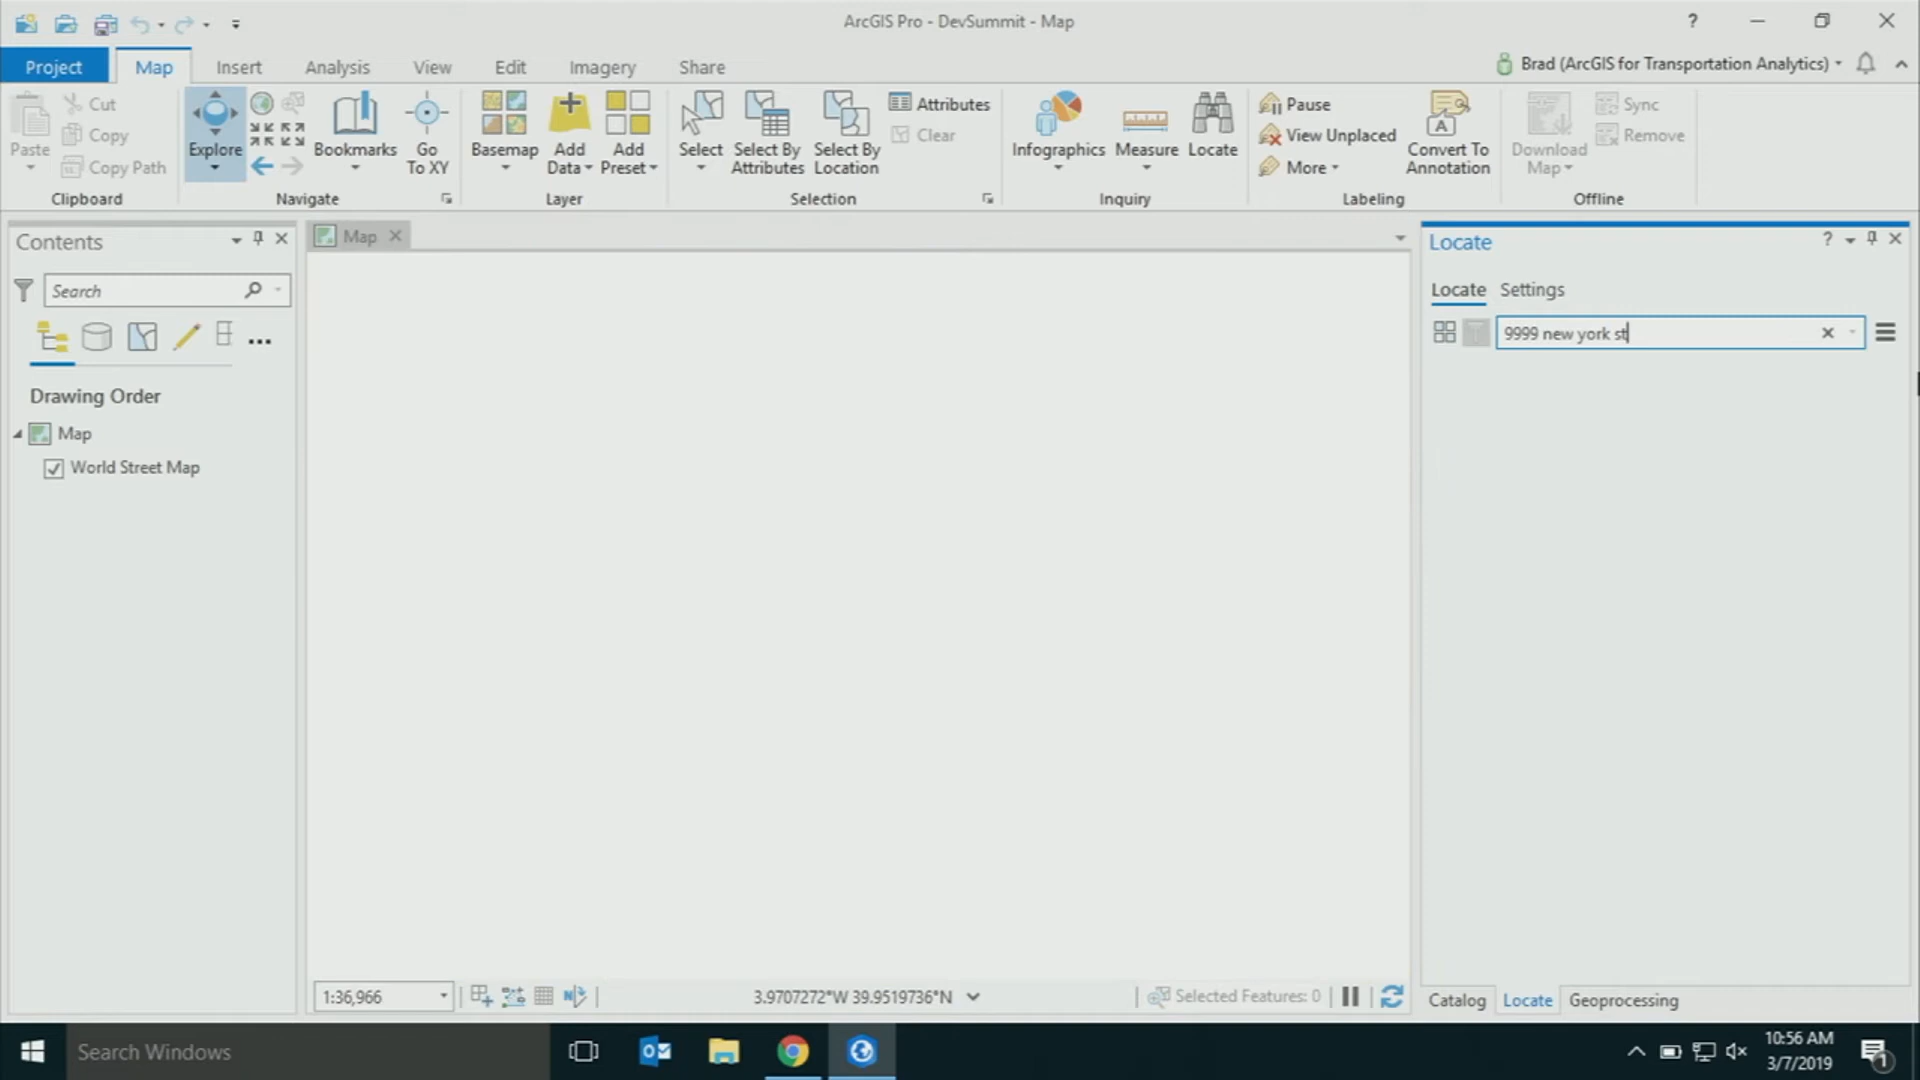 ArcGIS Pro - DevSummit - Map
?
Project
Map
Insert
Analysis
View
Edit
Imagery
Share
Brad (ArcGIS for Transportation Analytics)
Paste
Cut
Copy
Copy Path
Clipboard
Explore
Bookmarks
Go
To XY
Navigate
Basemap
Add
Data
Add
Preset
Layer
Select
Select By
Attributes
Select By
Location
Attributes
Clear
Selection
Infographics
Measure
Locate
Inquiry
Pause
View Unplaced
More
Convert To
Annotation
Labeling
Download
Map
Sync
Remove
Offline
Contents
Search
Drawing Order
Map
World Street Map
Map
1:36,966
3.9707272°W 39.9519736°N
Selected Features: 0
Locate
?
Locate
Settings
9999 new york st
Catalog
Locate
Geoprocessing
Search Windows
10:56 AM
3/7/2019
1